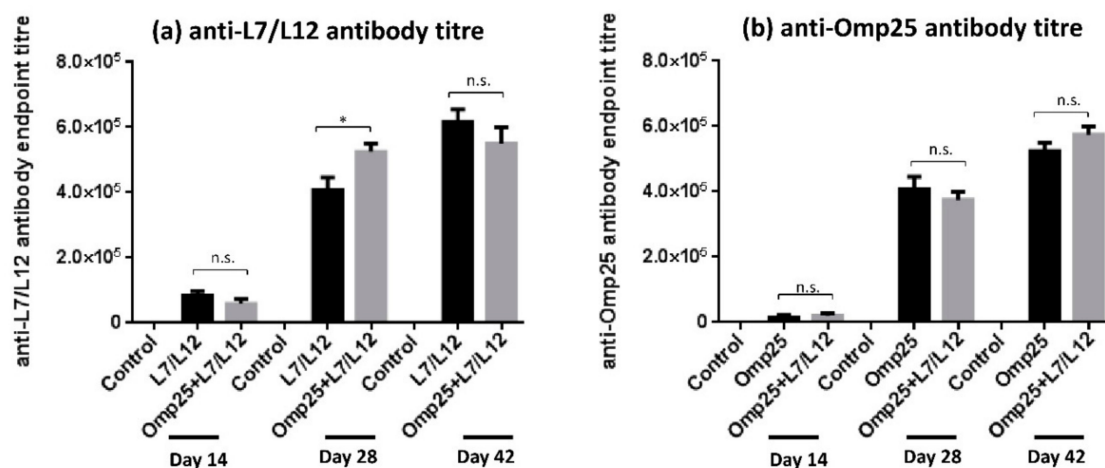 (a) anti-L7/L12 antibody titre
anti-L7/L12 antibody endpoint titre
8.0×10⁵
6.0×10⁵
4.0×10⁵
2.0×10⁵
0
n.s.
*
n.s.
Control
L7/L12
Omp25+L7/L12
Control
L7/L12
Omp25+L7/L12
Control
L7/L12
Omp25+L7/L12
Day 14
Day 28
Day 42
(b) anti-Omp25 antibody titre
anti-Omp25 antibody endpoint titre
8.0×10⁵
6.0×10⁵
4.0×10⁵
2.0×10⁵
0
n.s.
n.s.
n.s.
Control
Omp25
Omp25+L7/L12
Control
Omp25
Omp25+L7/L12
Control
Omp25
Omp25+L7/L12
Day 14
Day 28
Day 42